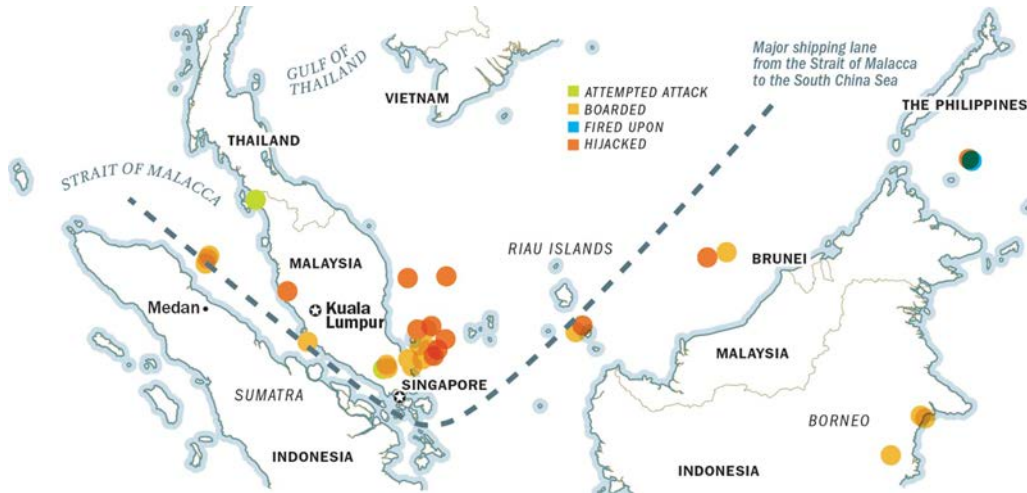 GULF OF
THAILAND
VIETNAM
Major shipping lane
from the Strait of Malacca
to the South China Sea
ATTEMPTED ATTACK
BOARDED
FIRED UPON
HIJACKED
THE PHILIPPINES
THAILAND
STRAIT OF MALACCA
RIAU ISLANDS
BRUNEI
MALAYSIA
Medan
Kuala
Lumpur
MALAYSIA
SINGAPORE
SUMATRA
BORNEO
INDONESIA
INDONESIA